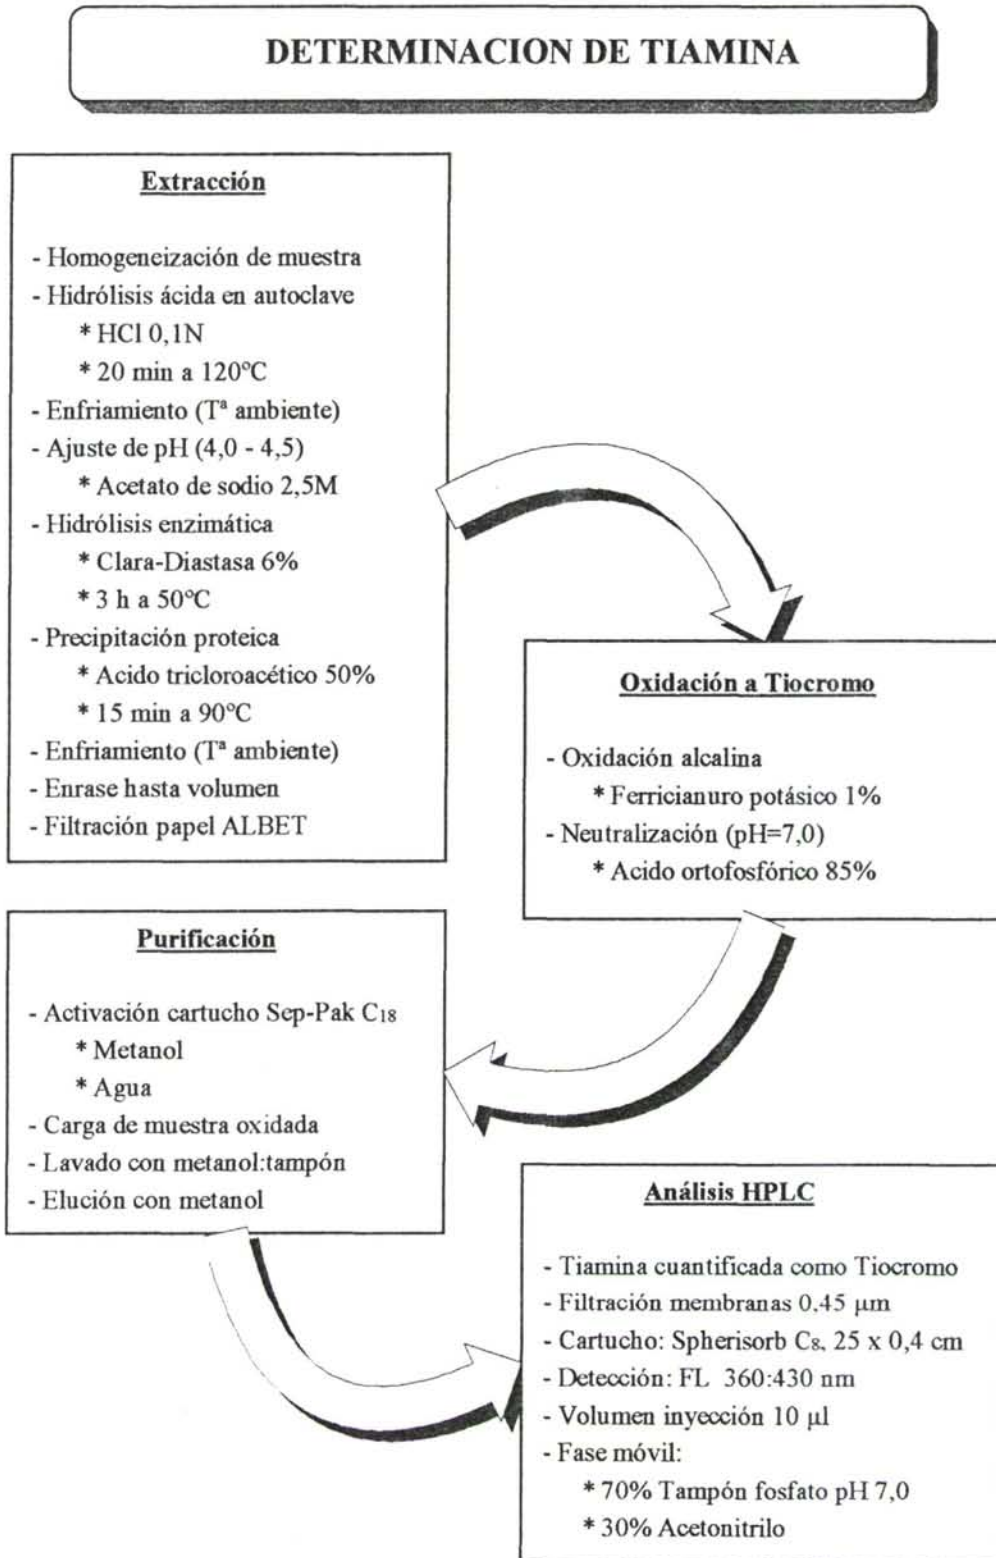 DETERMINACION DE TIAMINA
Extracción
- Homogeneización de muestra
- Hidrólisis ácida en autoclave
* HCl 0,1N
* 20 min a 120ºC
- Enfriamiento (Tª ambiente)
- Ajuste de pH (4,0 - 4,5)
* Acetato de sodio 2,5M
- Hidrólisis enzimática
* Clara-Diastasa 6%
* 3 h a 50ºC
- Precipitación proteica
* Acido tricloroacético 50%
* 15 min a 90ºC
- Enfriamiento (Tª ambiente)
- Enrase hasta volumen
- Filtración papel ALBET
Oxidación a Tiocromo
- Oxidación alcalina
* Ferricianuro potásico 1%
- Neutralización (pH=7,0)
* Acido ortofosfórico 85%
Purificación
- Activación cartucho Sep-Pak C₁₈
* Metanol
* Agua
- Carga de muestra oxidada
- Lavado con metanol:tampón
- Elución con metanol
Análisis HPLC
- Tiamina cuantificada como Tiocromo
- Filtración membranas 0,45 µm
- Cartucho: Spherisorb C₈, 25 x 0,4 cm
- Detección: FL 360:430 nm
- Volumen inyección 10 µl
- Fase móvil:
* 70% Tampón fosfato pH 7,0
* 30% Acetonitrilo